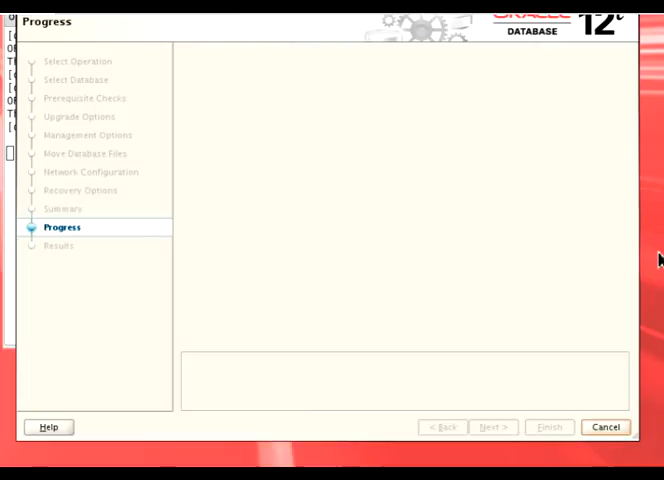 Progress
ORACLE
DATABASE
12c
Select Operation
Select Database
Prerequisite Checks
Upgrade Options
Management Options
Move Database Files
Network Configuration
Recovery Options
Summary
Progress
Results
Help
< Back
Next >
Finish
Cancel